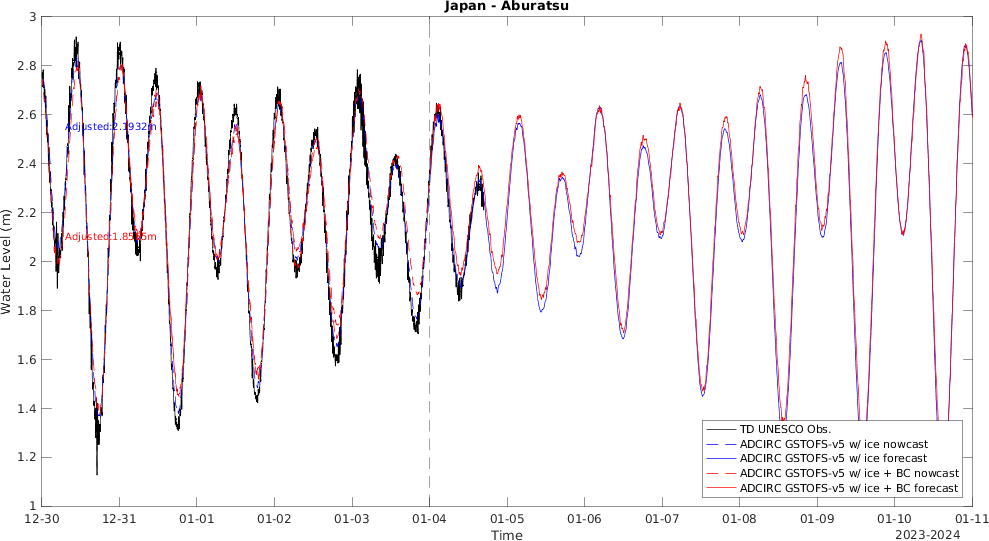 Japan - Aburatsu
3
2.8
2.6
2.4
2.2
2
1.8
1.6
1.4
1.2
1
Water Level (m)
Adjusted:2.1932m
TD UNESCO Obs.
ADCIRC GSTOFS-v5 w/ ice nowcast
ADCIRC GSTOFS-v5 w/ ice forecast
ADCIRC GSTOFS-v5 w/ ice + BC nowcast
ADCIRC GSTOFS-v5 w/ ice + BC forecast
12-30
12-31
01-01
01-02
01-03
01-04
01-05
01-06
01-07
01-08
01-09
01-10
01-11
Time
2023-2024